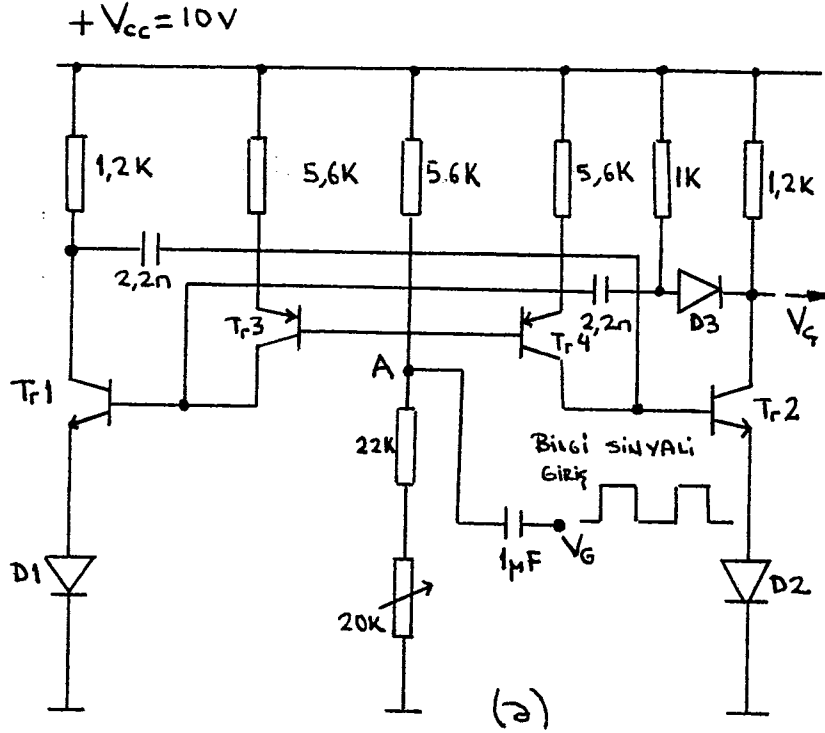 + Vcc = 10V
1,2K
5,6K
5.6K
5,6K
1K
1,2K
2,2n
2,2n
D3
Vç
Tr3
Tr4
A
Tr1
Tr2
22K
BİLGİ SİNYALİ
GİRİŞ
VG
1µF
D1
D2
20K
(a)